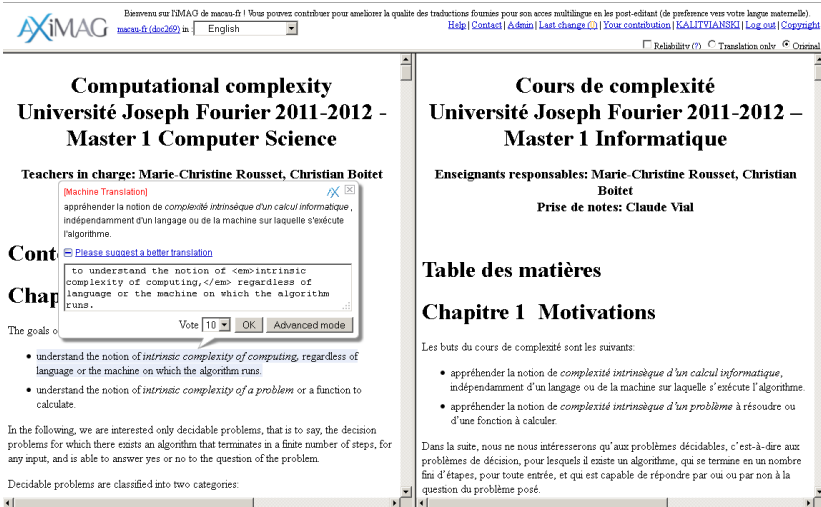 AXiMAG
Bienvenu sur l'iMAG de macau-fr ! Vous pouvez contribuer pour ameliorer la qualite des traductions fournies pour son acces multilingue en les post-editant (de preference vers votre langue maternelle).
macau-fr (doc269) in : English
Help | Contact | Admin | Last change | Your contribution | KALITVIANSKI | Log out | Copyright
Reliability (?) Translation only Original
Computational complexity
Université Joseph Fourier 2011-2012 -
Master 1 Computer Science
Teachers in charge: Marie-Christine Rousset, Christian Boitet
[Machine Translation]
AX
appréhender la notion de complexité intrinsèque d'un calcul informatique ,
indépendamment d'un langage ou de la machine sur laquelle s'exécute
l'algorithme.
Please suggest a better translation
to understand the notion of <em>intrinsic
complexity of computing,</em> regardless of
language or the machine on which the algorithm
runs.
Vote 10 OK Advanced mode
Cont
Chap
The goals o
• understand the notion of intrinsic complexity of computing, regardless of
language or the machine on which the algorithm runs.
• understand the notion of intrinsic complexity of a problem or a function to
calculate.
In the following, we are interested only decidable problems, that is to say, the decision
problems for which there exists an algorithm that terminates in a finite number of steps, for
any input, and is able to answer yes or no to the question of the problem.
Decidable problems are classified into two categories:
Cours de complexité
Université Joseph Fourier 2011-2012 –
Master 1 Informatique
Enseignants responsables: Marie-Christine Rousset, Christian
Boitet
Prise de notes: Claude Vial
Table des matières
Chapitre 1 Motivations
Les buts du cours de complexité sont les suivants:
• appréhender la notion de complexité intrinsèque d'un calcul informatique,
indépendamment d'un langage ou de la machine sur laquelle s'exécute l'algorithme.
• appréhender la notion de complexité intrinsèque d'un problème à résoudre ou
d'une fonction à calculer.
Dans la suite, nous ne nous intéresserons qu'aux problèmes décidables, c'est-à-dire aux
problèmes de décision, pour lesquels il existe un algorithme, qui se termine en un nombre
fini d'étapes, pour toute entrée, et qui est capable de répondre par oui ou par non à la
question du problème posé.